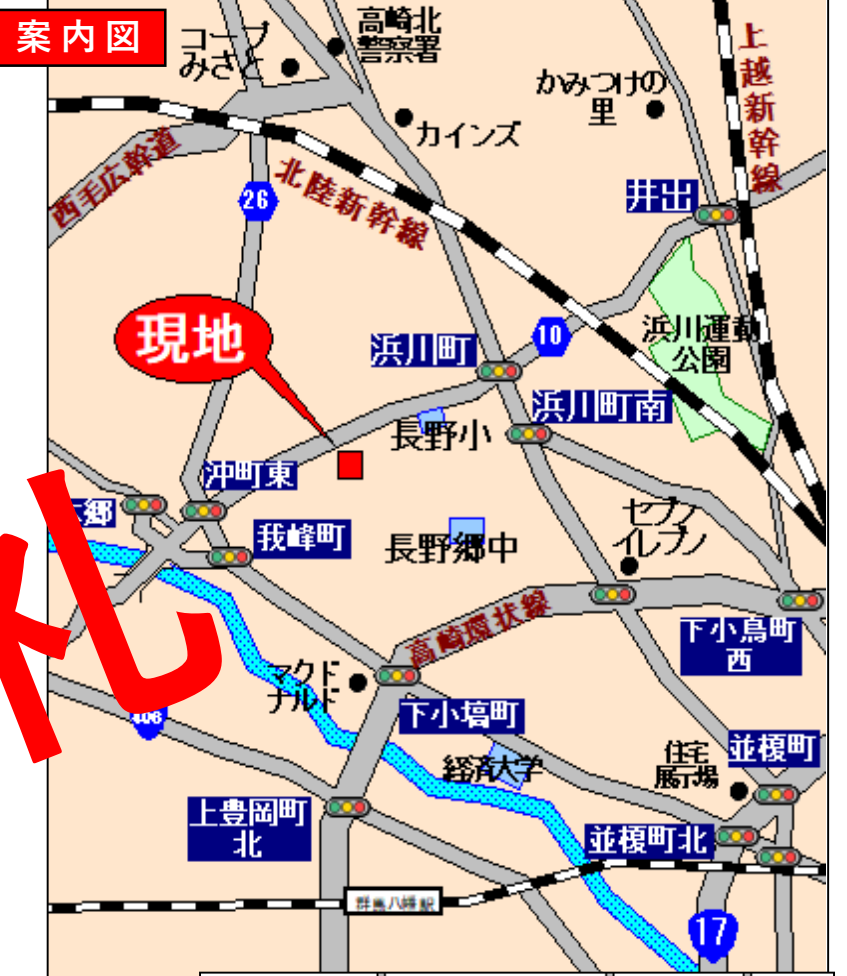 案内図
コープ
みさと
高崎北
警察署
かみつけの
里
上越新幹線
カインズ
西毛広幹道
26
北陸新幹線
井出
現地
浜川町
10
浜川運動
公園
長野小
浜川町南
沖町東
郷
我峰町
長野郷中
セブン
イレブン
札
高崎環状線
下小鳥町
西
マクド
ナルド
406
下小塙町
経済大学
住宅
展示場
並榎町
上豊岡町
北
並榎町北
群馬八幡駅
17